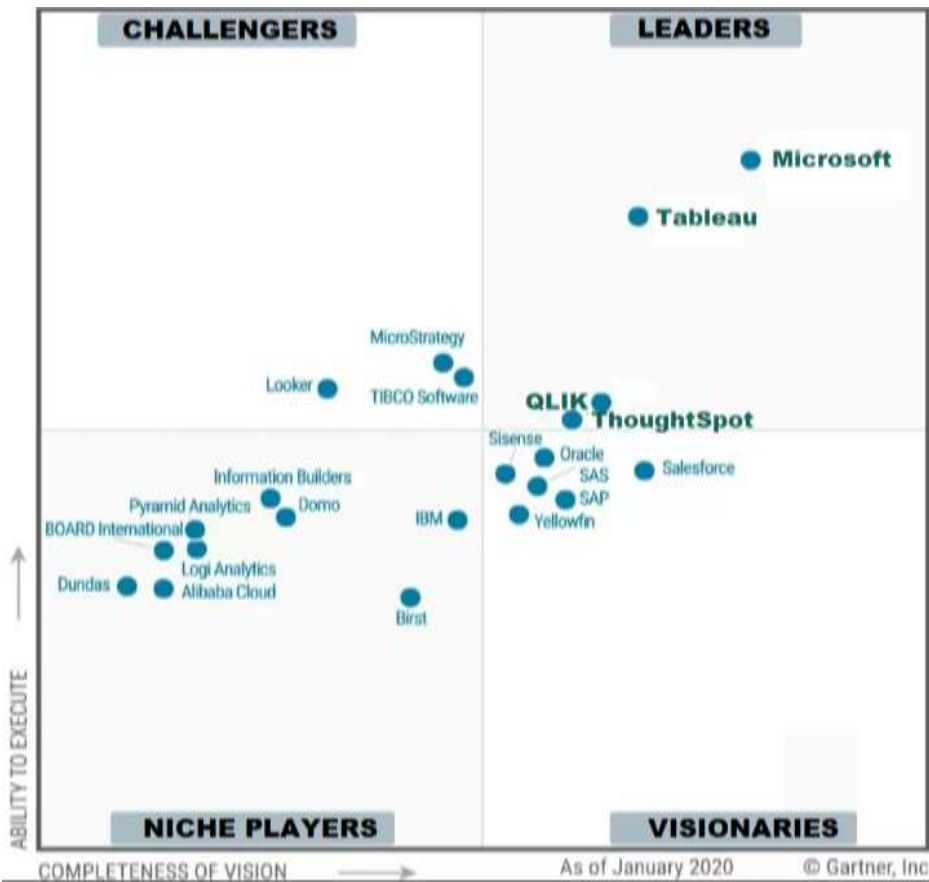 CHALLENGERS
LEADERS
Microsoft
Tableau
MicroStrategy
Looker
TIBCO Software
QLIK
ThoughtSpot
Sisense
Oracle
Salesforce
SAS
SAP
Yellowfin
Information Builders
Domo
Pyramid Analytics
IBM
BOARD International
Logi Analytics
Dundas
Alibaba Cloud
Birst
ABILITY TO EXECUTE
NICHE PLAYERS
VISIONARIES
COMPLETENESS OF VISION
As of January 2020
© Gartner, Inc